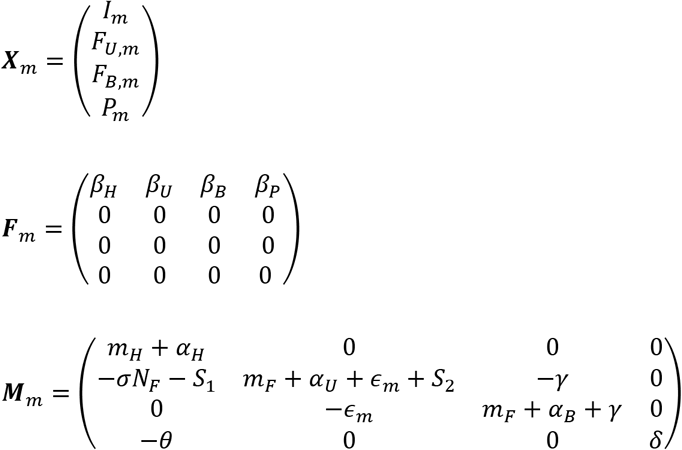 X_m = ( I_m
F_{U,m}
F_{B,m}
P_m )
F_m = ( β_H β_U β_B β_P
0 0 0 0
0 0 0 0
0 0 0 0 )
M_m = ( m_H + α_H 0 0 0
−σN_F − S_1 m_F + α_U + ϵ_m + S_2 −γ 0
0 −ϵ_m m_F + α_B + γ 0
−θ 0 0 δ )